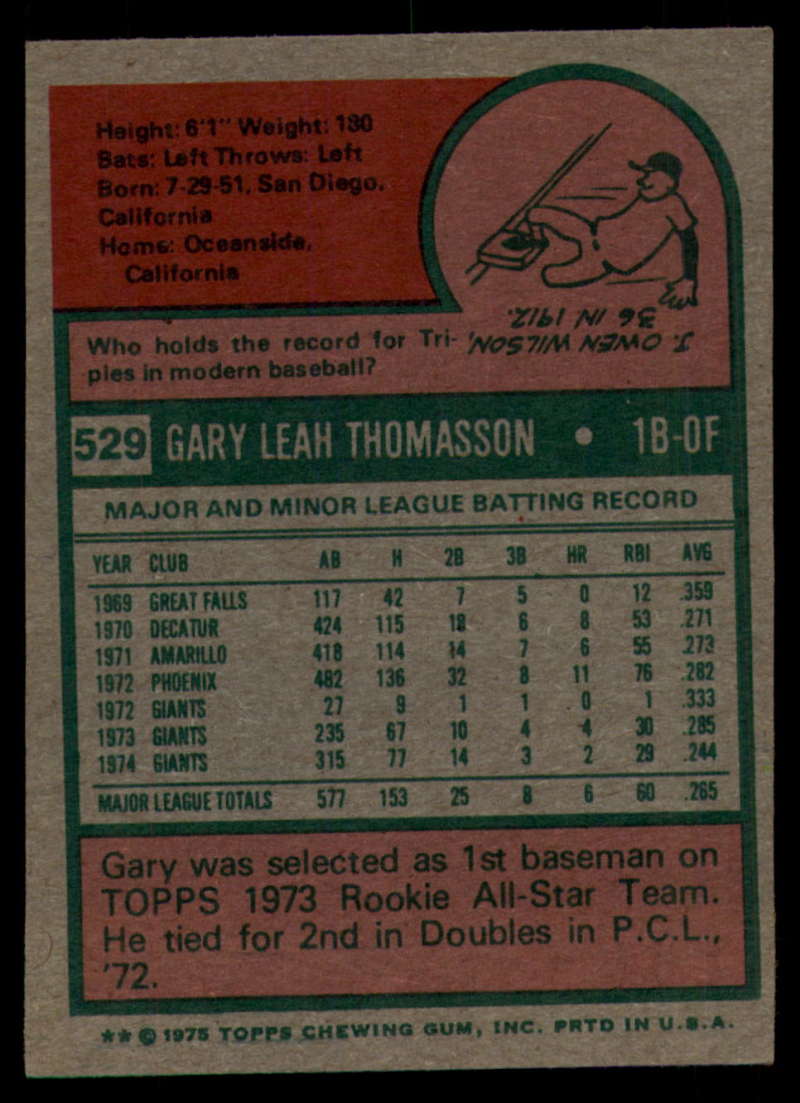 Height: 6'1" Weight: 180
Bats: Left Throws: Left
Born: 7-29-51, San Diego,
California
Home: Oceanside,
California
Who holds the record for Tri-
ples in modern baseball?
J. OWEN WILSON,
36 IN 1912.
529 GARY LEAH THOMASSON • 1B-OF
MAJOR AND MINOR LEAGUE BATTING RECORD
YEAR CLUB AB H 2B 3B HR RBI AVG
1969 GREAT FALLS 117 42 7 5 0 12 .359
1970 DECATUR 424 115 18 6 8 53 .271
1971 AMARILLO 418 114 14 7 6 55 .273
1972 PHOENIX 482 136 32 8 11 76 .282
1972 GIANTS 27 9 1 1 0 1 .333
1973 GIANTS 235 67 10 4 4 30 .285
1974 GIANTS 315 77 14 3 2 29 .244
MAJOR LEAGUE TOTALS 577 153 25 8 6 60 .265
Gary was selected as 1st baseman on
TOPPS 1973 Rookie All-Star Team.
He tied for 2nd in Doubles in P.C.L.,
'72.
** © 1975 TOPPS CHEWING GUM, INC. PRTD IN U.S.A.